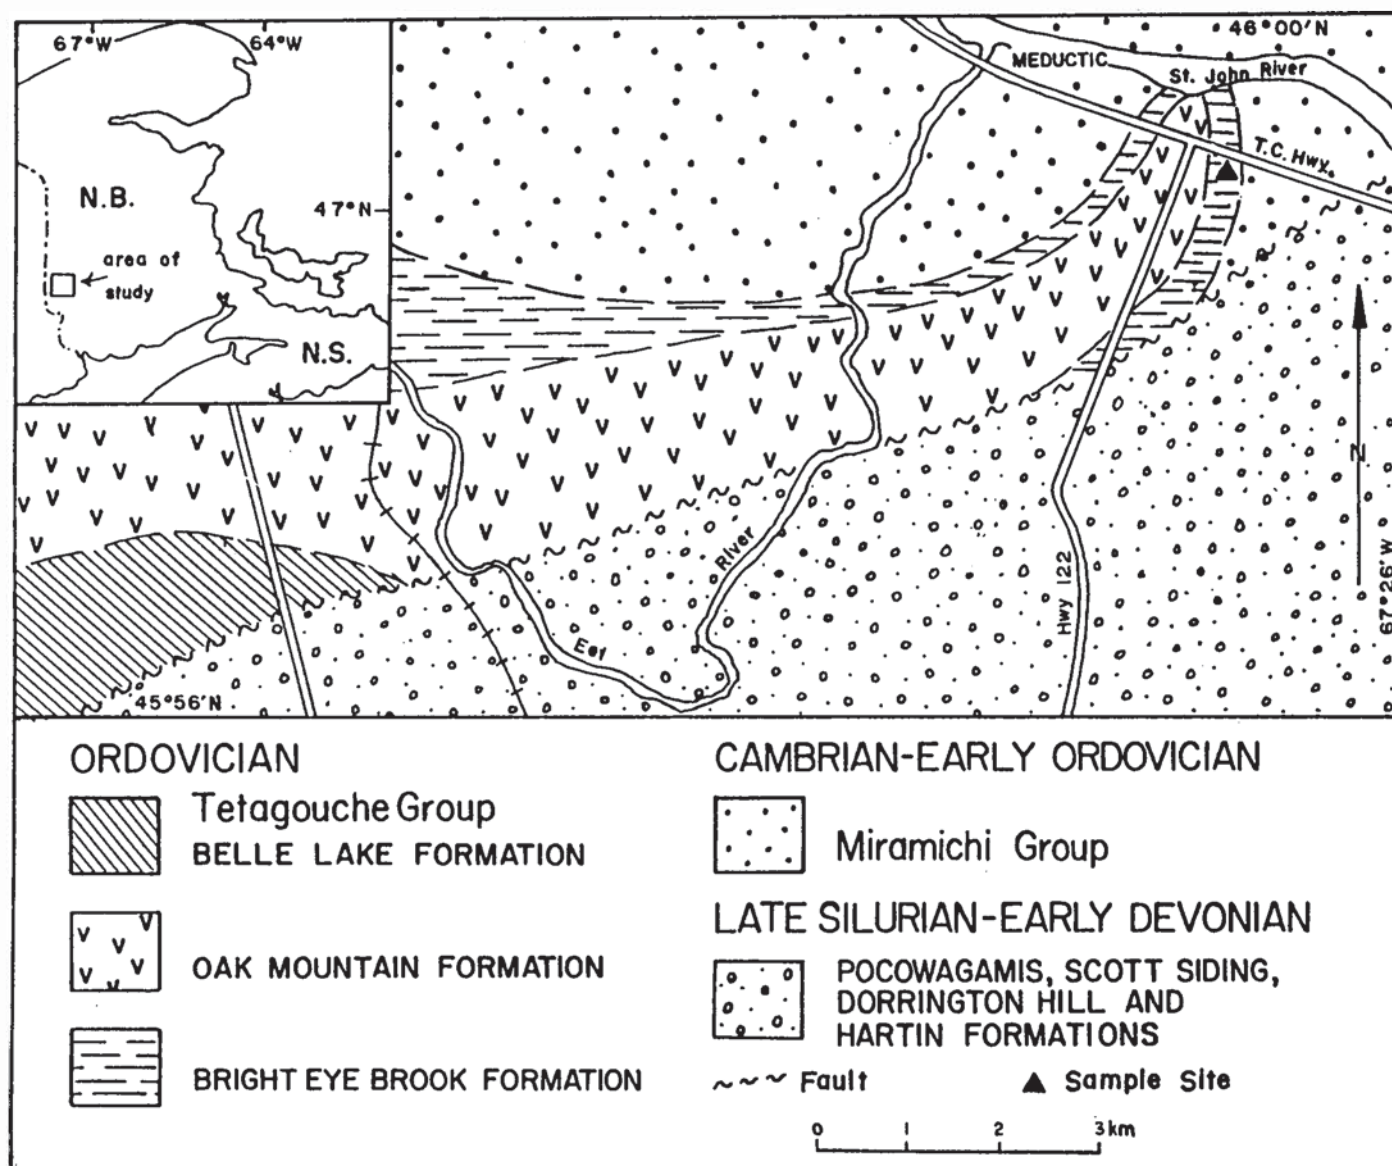 67°W
64°W
N.B.
47°N
area of
study
N.S.
46°00'N
MEDUCTIC
St. John River
T.C. Hwy.
N
River
Eel
Hwy 122
67°26'W
45°56'N
ORDOVICIAN
Tetagouche Group
BELLE LAKE FORMATION
OAK MOUNTAIN FORMATION
BRIGHT EYE BROOK FORMATION
CAMBRIAN-EARLY ORDOVICIAN
Miramichi Group
LATE SILURIAN-EARLY DEVONIAN
POCOWAGAMIS, SCOTT SIDING,
DORRINGTON HILL AND
HARTIN FORMATIONS
Fault
Sample Site
0 1 2 3 km